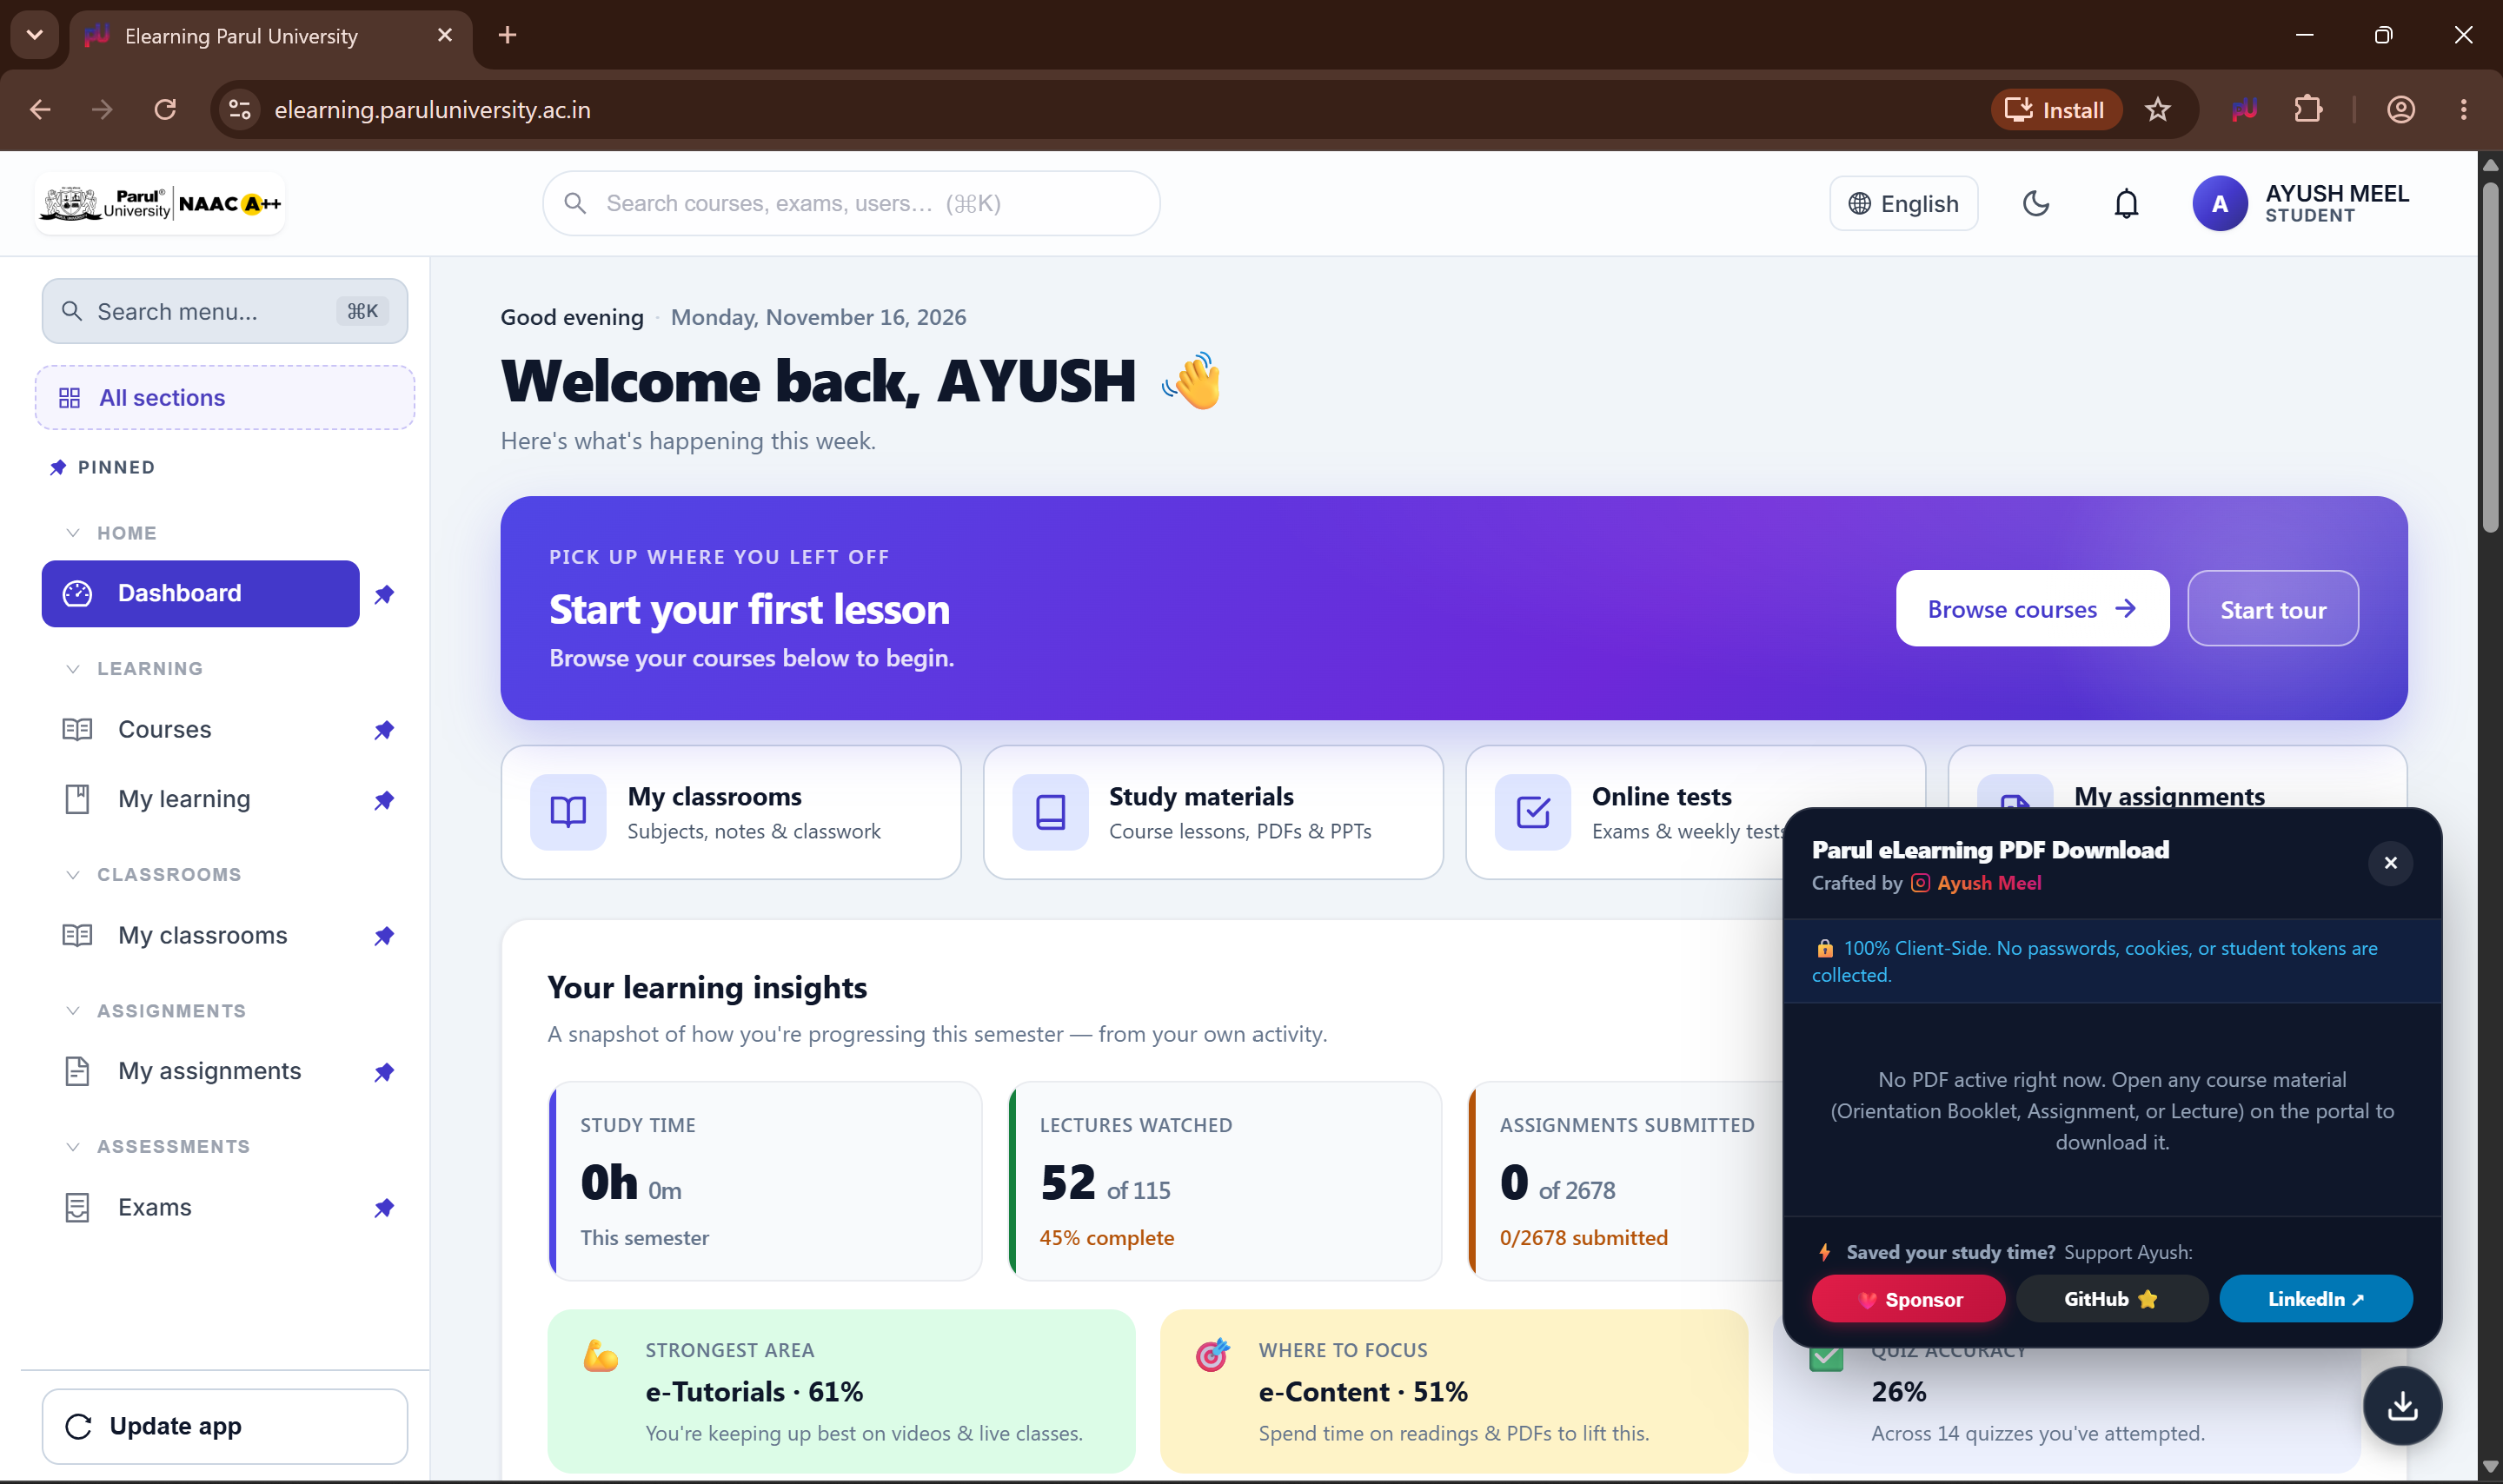 Elearning Parul University
elearning.paruluniversity.ac.in
Install
Parul® University
NAAC A++
Search courses, exams, users… (⌘K)
English
A
AYUSH MEEL
STUDENT
Search menu...
⌘K
All sections
PINNED
HOME
Dashboard
LEARNING
Courses
My learning
CLASSROOMS
My classrooms
ASSIGNMENTS
My assignments
ASSESSMENTS
Exams
Update app
Good evening · Monday, November 16, 2026
Welcome back, AYUSH 👋
Here's what's happening this week.
PICK UP WHERE YOU LEFT OFF
Start your first lesson
Browse your courses below to begin.
Browse courses →
Start tour
My classrooms
Subjects, notes & classwork
Study materials
Course lessons, PDFs & PPTs
Online tests
Exams & weekly tests
My assignments
Your learning insights
A snapshot of how you're progressing this semester — from your own activity.
STUDY TIME
0h 0m
This semester
LECTURES WATCHED
52 of 115
45% complete
ASSIGNMENTS SUBMITTED
0 of 2678
0/2678 submitted
STRONGEST AREA
e-Tutorials · 61%
You're keeping up best on videos & live classes.
WHERE TO FOCUS
e-Content · 51%
Spend time on readings & PDFs to lift this.
QUIZ ACCURACY
26%
Across 14 quizzes you've attempted.
Parul eLearning PDF Download
Crafted by Ayush Meel
🔒 100% Client-Side. No passwords, cookies, or student tokens are
collected.
No PDF active right now. Open any course material
(Orientation Booklet, Assignment, or Lecture) on the portal to
download it.
⚡ Saved your study time? Support Ayush:
💖 Sponsor
GitHub ⭐
LinkedIn ↗